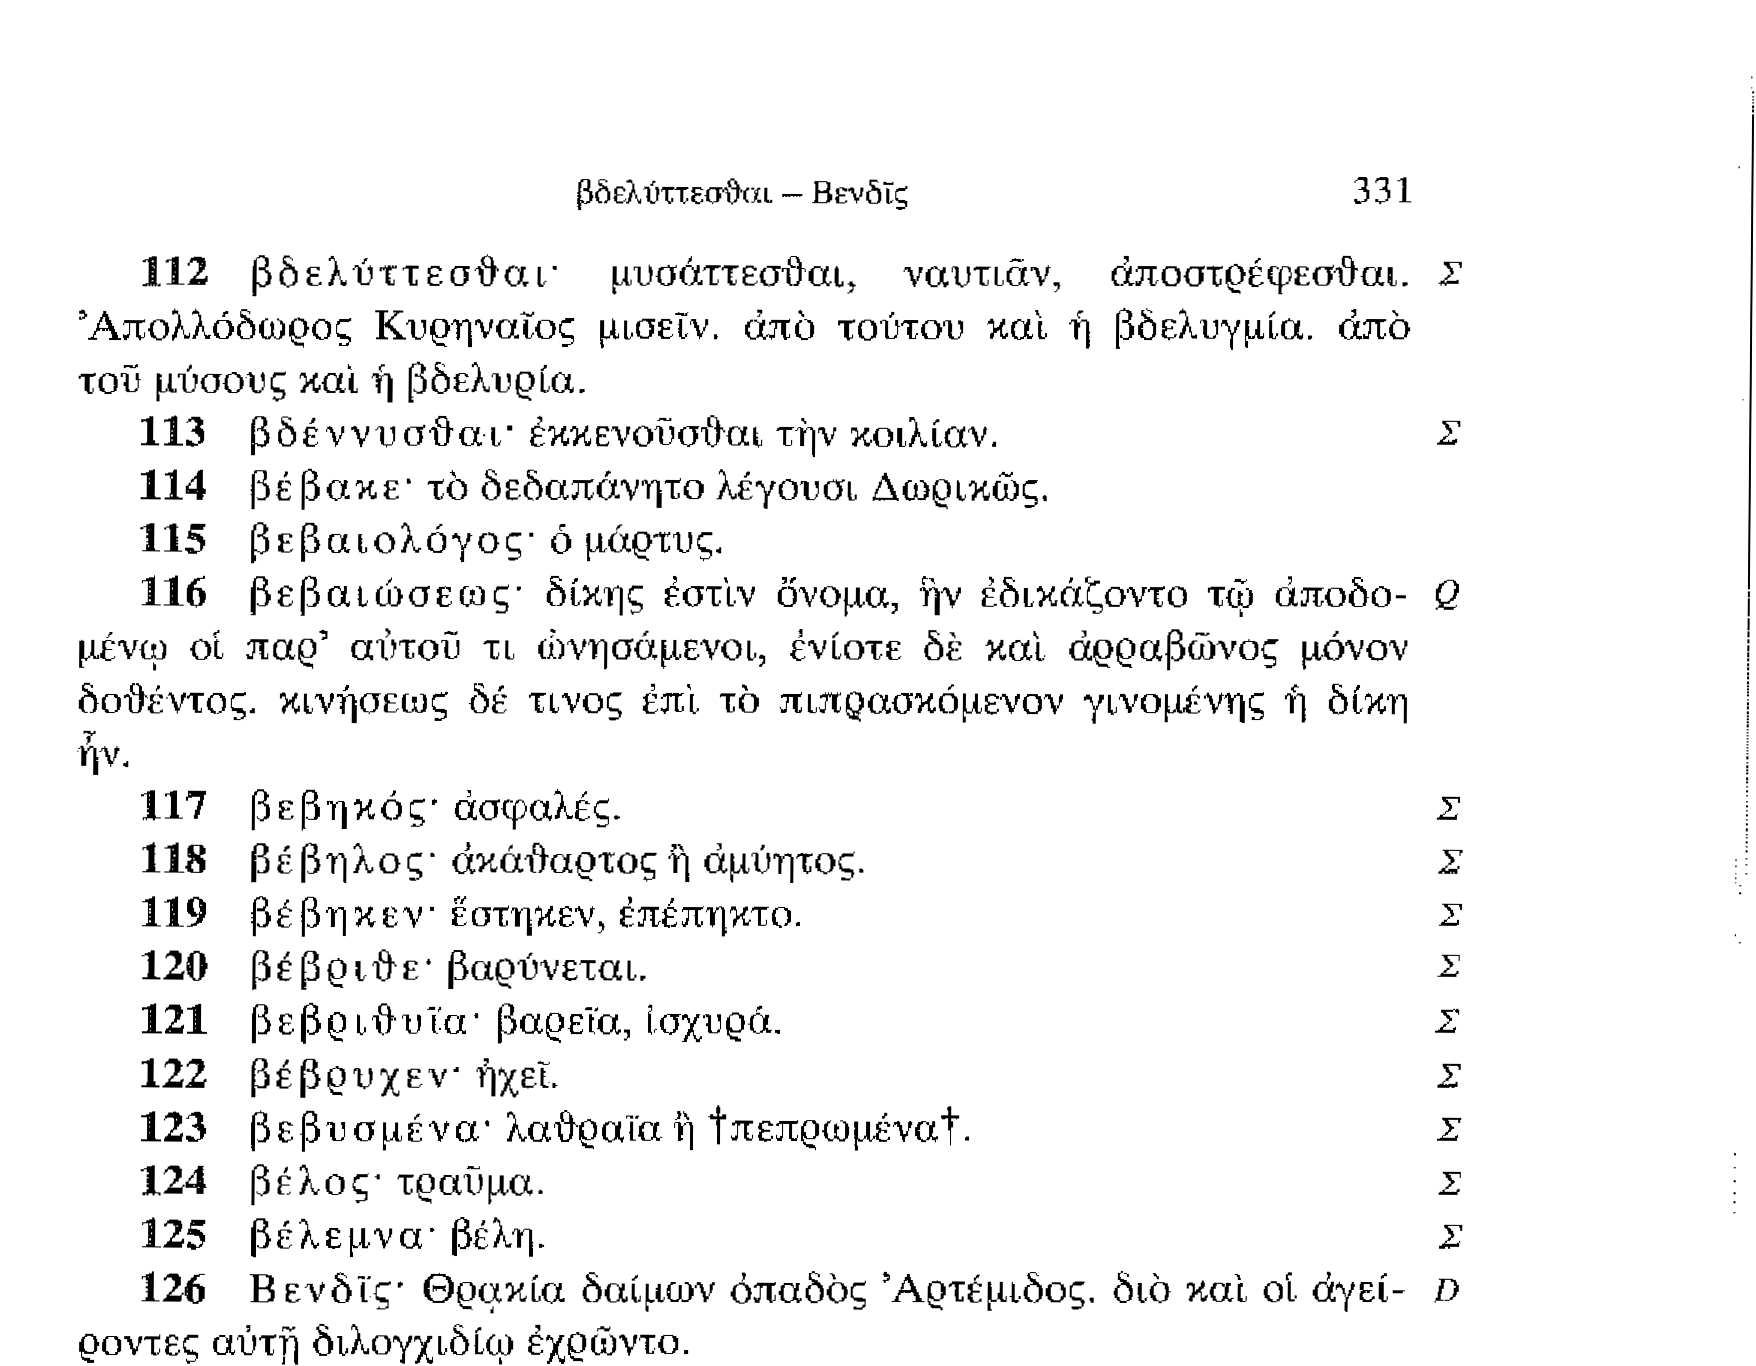 βδελύττεσθαι – Βενδῖς 331
112 βδελύττεσθαι· μυσάττεσθαι, ναυτιᾶν, ἀποστρέφεσθαι. Σ
Ἀπολλόδωρος Κυρηναῖος μισεῖν. ἀπὸ τούτου καὶ ἡ βδελυγμία. ἀπὸ
τοῦ μύσους καὶ ἡ βδελυρία.
113 βδέννυσθαι· ἐκκενοῦσθαι τὴν κοιλίαν. Σ
114 βέβακε· τὸ δεδαπάνητο λέγουσι Δωρικῶς.
115 βεβαιολόγος· ὁ μάρτυς.
116 βεβαιώσεως· δίκης ἐστὶν ὄνομα, ἣν ἐδικάζοντο τῷ ἀποδο- Q
μένῳ οἱ παρ’ αὐτοῦ τι ὠνησάμενοι, ἐνίοτε δὲ καὶ ἀρραβῶνος μόνον
δοθέντος. κινήσεως δέ τινος ἐπὶ τὸ πιπρασκόμενον γινομένης ἡ δίκη
ἦν.
117 βεβηκός· ἀσφαλές. Σ
118 βέβηλος· ἀκάθαρτος ἢ ἀμύητος. Σ
119 βέβηκεν· ἕστηκεν, ἐπέπηκτο. Σ
120 βέβριθε· βαρύνεται. Σ
121 βεβριθυῖα· βαρεῖα, ἰσχυρά. Σ
122 βέβρυχεν· ἠχεῖ. Σ
123 βεβυσμένα· λαθραῖα ἢ †πεπρωμένα†. Σ
124 βέλος· τραῦμα. Σ
125 βέλεμνα· βέλη. Σ
126 Βενδῖς· Θρᾳκία δαίμων ὀπαδὸς Ἀρτέμιδος. διὸ καὶ οἱ ἀγεί- D
ροντες αὐτῇ διλογχιδίῳ ἐχρῶντο.